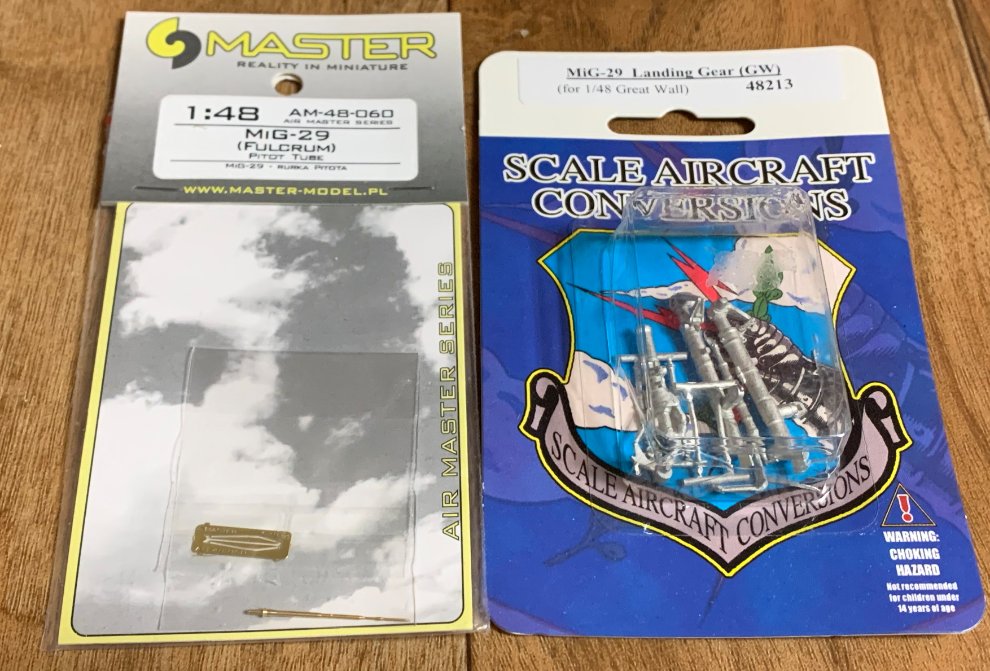 MASTER
REALITY IN MINIATURE
1:48 AM-48-060
AIR MASTER SERIES
MIG-29
(FULCRUM)
PITOT TUBE
MIG-29 - RURKA PITOTA
WWW.MASTER-MODEL.PL
AIR MASTER SERIES
MASTER
MiG-29 Landing Gear (GW)
(for 1/48 Great Wall) 48213
SCALE AIRCRAFT
CONVERSIONS
SCALE AIRCRAFT CONVERSIONS
!
WARNING:
CHOKING
HAZARD
Not recommended
for children under
14 years of age